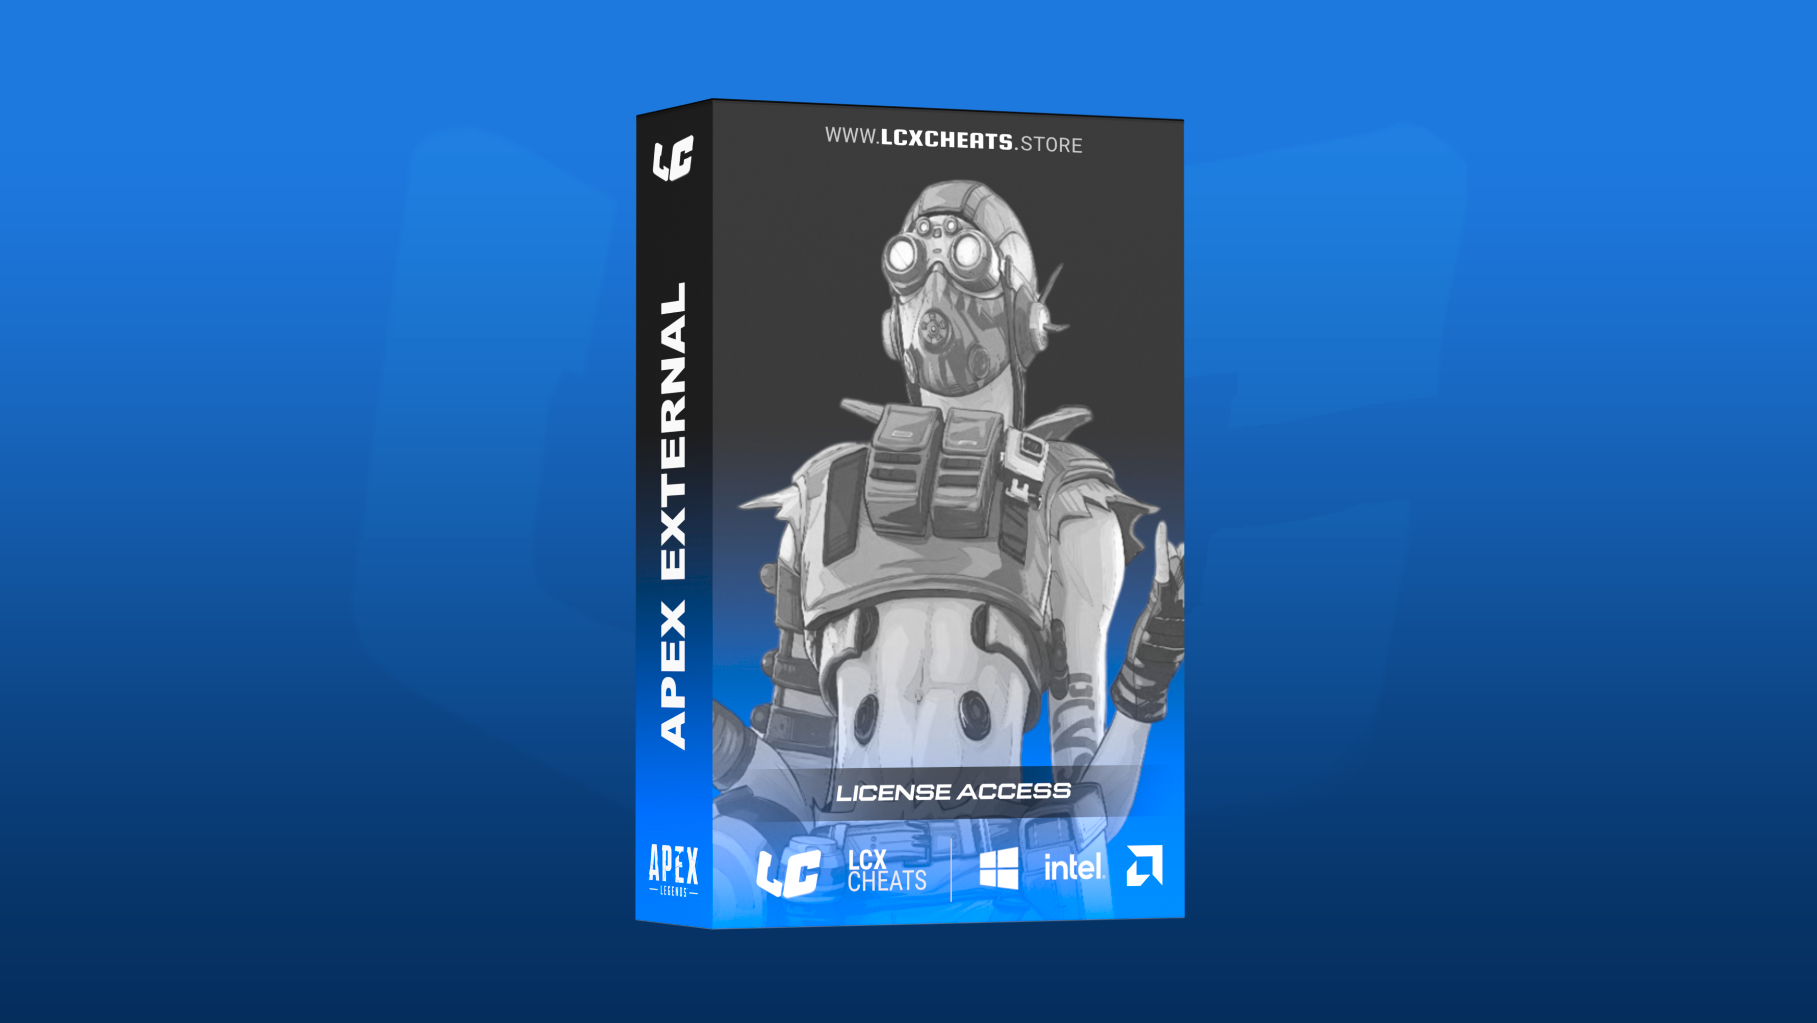 WWW.LCXCHEATS.STORE
LC
APEX EXTERNAL
APEX
LEGENDS
LICENSE ACCESS
LC
LCX
CHEATS
intel.